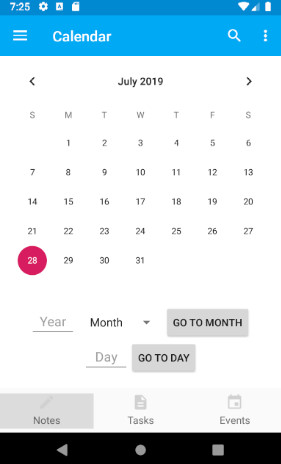 7:25 A
Calendar
July 2019
S M T W T F S
1 2 3 4 5 6
7 8 9 10 11 12 13
14 15 16 17 18 19 20
21 22 23 24 25 26 27
28 29 30 31
Year Month GO TO MONTH
Day GO TO DAY
Notes Tasks Events